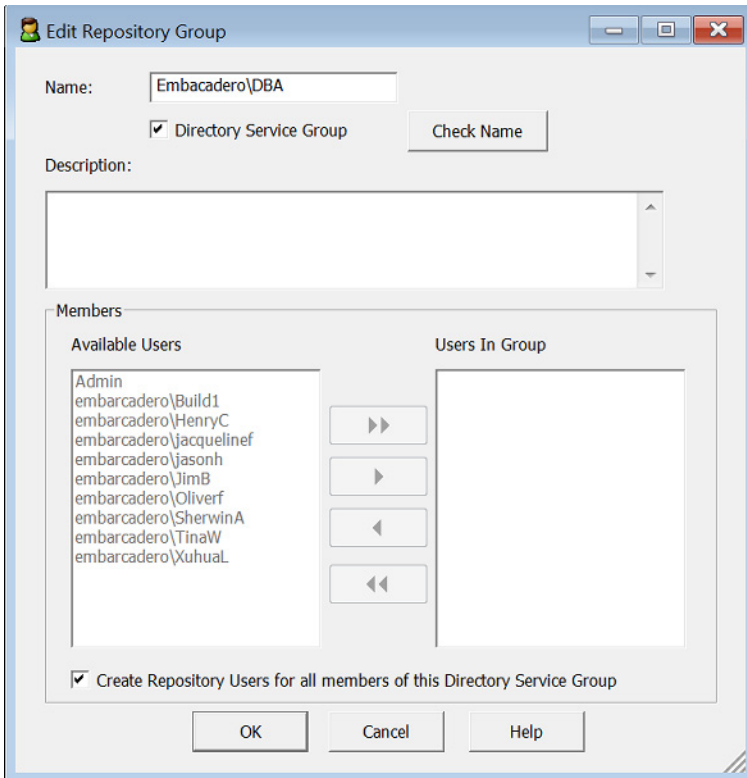 Edit Repository Group
Name:
Embacadero\DBA
Directory Service Group
Check Name
Description:
Members
Available Users
Users In Group
Admin
embarcadero\Build1
embarcadero\HenryC
embarcadero\jacquelinef
embarcadero\jasonh
embarcadero\JimB
embarcadero\Oliverf
embarcadero\SherwinA
embarcadero\TinaW
embarcadero\XuhuaL
Create Repository Users for all members of this Directory Service Group
OK
Cancel
Help